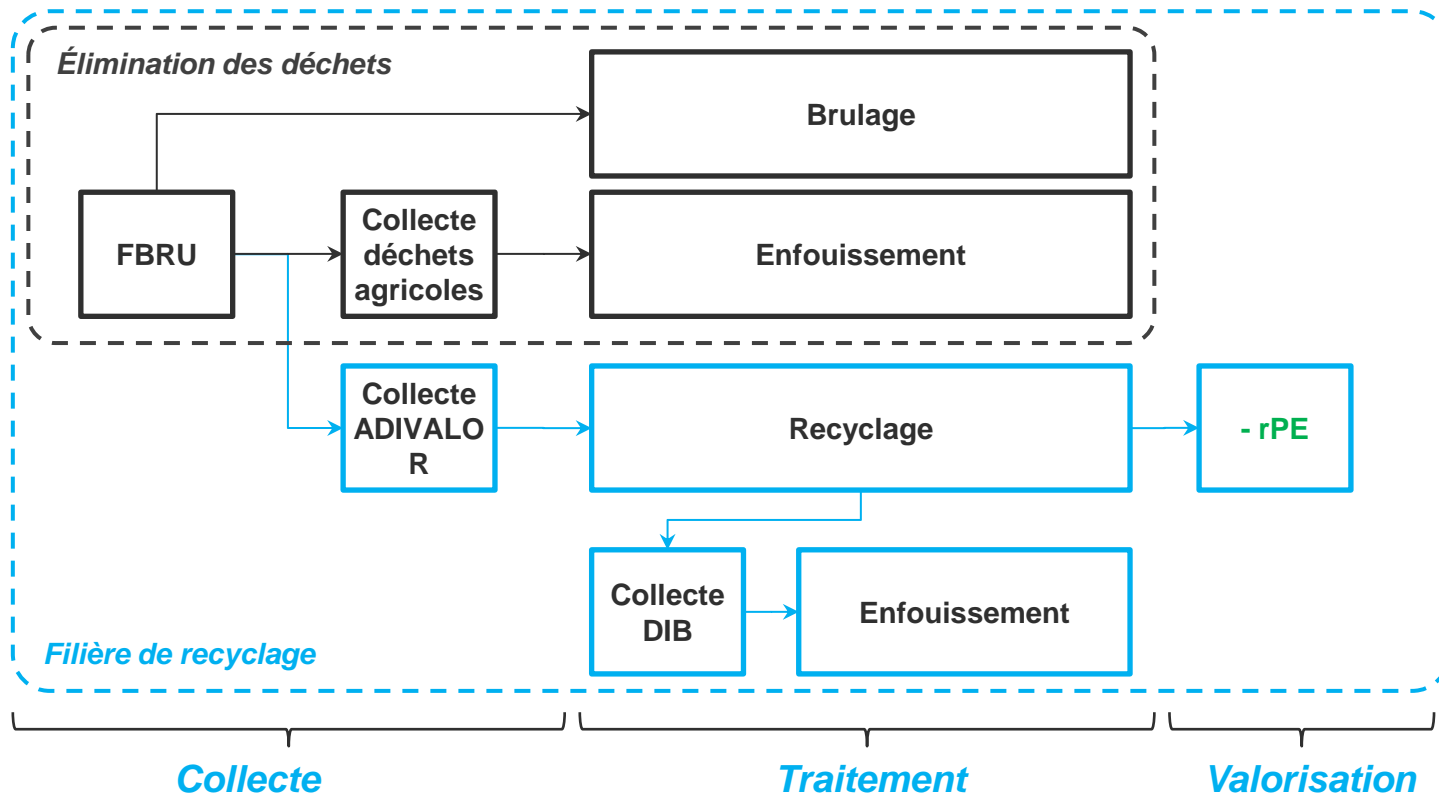 Élimination des déchets
Brulage
FBRU
Collecte
déchets
agricoles
Enfouissement
Collecte
ADIVALO
R
Recyclage
- rPE
Collecte
DIB
Enfouissement
Filière de recyclage
Collecte
Traitement
Valorisation